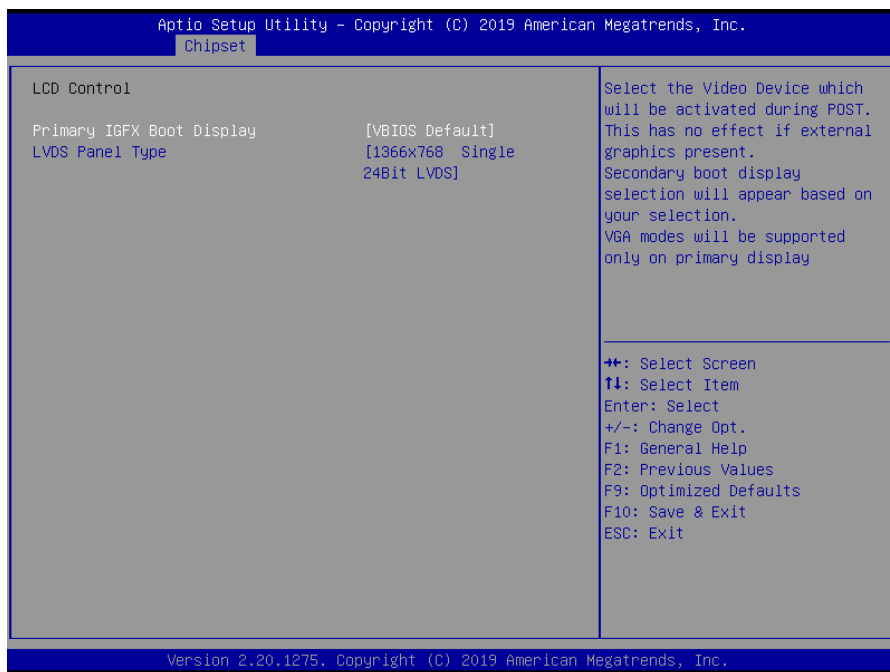 Aptio Setup Utility – Copyright (C) 2019 American Megatrends, Inc.
Chipset
LCD Control
Primary IGFX Boot Display [VBIOS Default]
LVDS Panel Type [1366x768 Single
24Bit LVDS]
Select the Video Device which
will be activated during POST.
This has no effect if external
graphics present.
Secondary boot display
selection will appear based on
your selection.
VGA modes will be supported
only on primary display
→←: Select Screen
↑↓: Select Item
Enter: Select
+/-: Change Opt.
F1: General Help
F2: Previous Values
F9: Optimized Defaults
F10: Save & Exit
ESC: Exit
Version 2.20.1275. Copyright (C) 2019 American Megatrends, Inc.